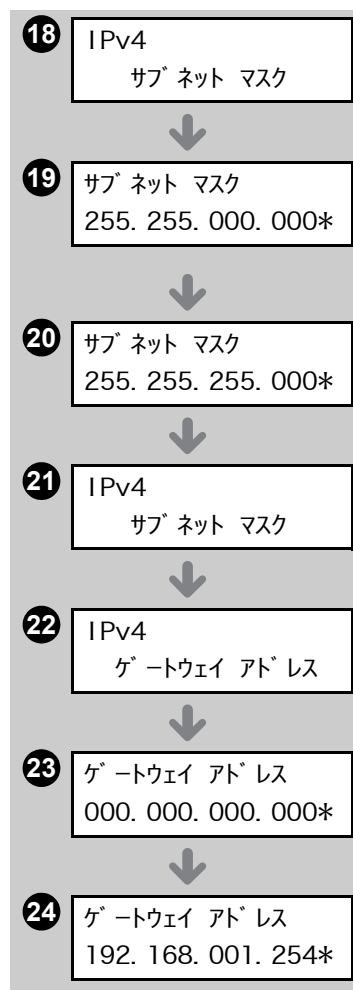 18
IPv4
サブネット マスク
19
サブネット マスク
255. 255. 000. 000*
20
サブネット マスク
255. 255. 255. 000*
21
IPv4
サブネット マスク
22
IPv4
ゲートウェイ アドレス
23
ゲートウェイ アドレス
000. 000. 000. 000*
24
ゲートウェイ アドレス
192. 168. 001. 254*